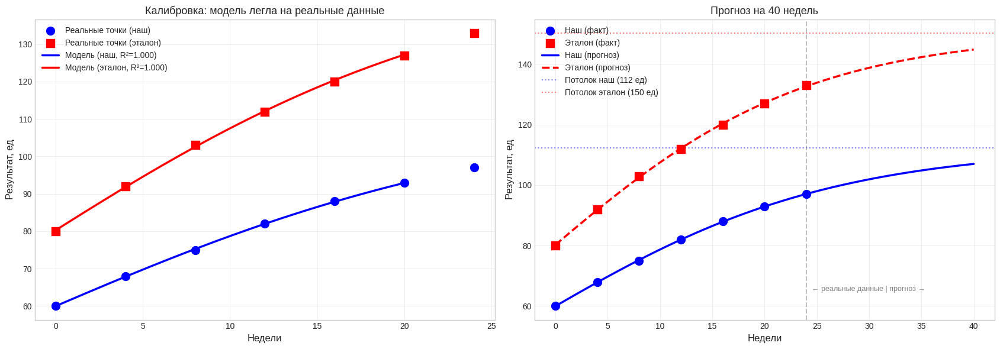 Калибровка: модель легла на реальные данные
Реальные точки (наш)
Реальные точки (эталон)
Модель (наш, R²=1.000)
Модель (эталон, R²=1.000)
Результат, ед
130
120
110
100
90
80
70
60
0 5 10 15 20 25
Недели
Прогноз на 40 недель
Наш (факт)
Эталон (факт)
Наш (прогноз)
Эталон (прогноз)
Потолок наш (112 ед)
Потолок эталон (150 ед)
Результат, ед
140
120
100
80
60
← реальные данные | прогноз →
0 5 10 15 20 25 30 35 40
Недели